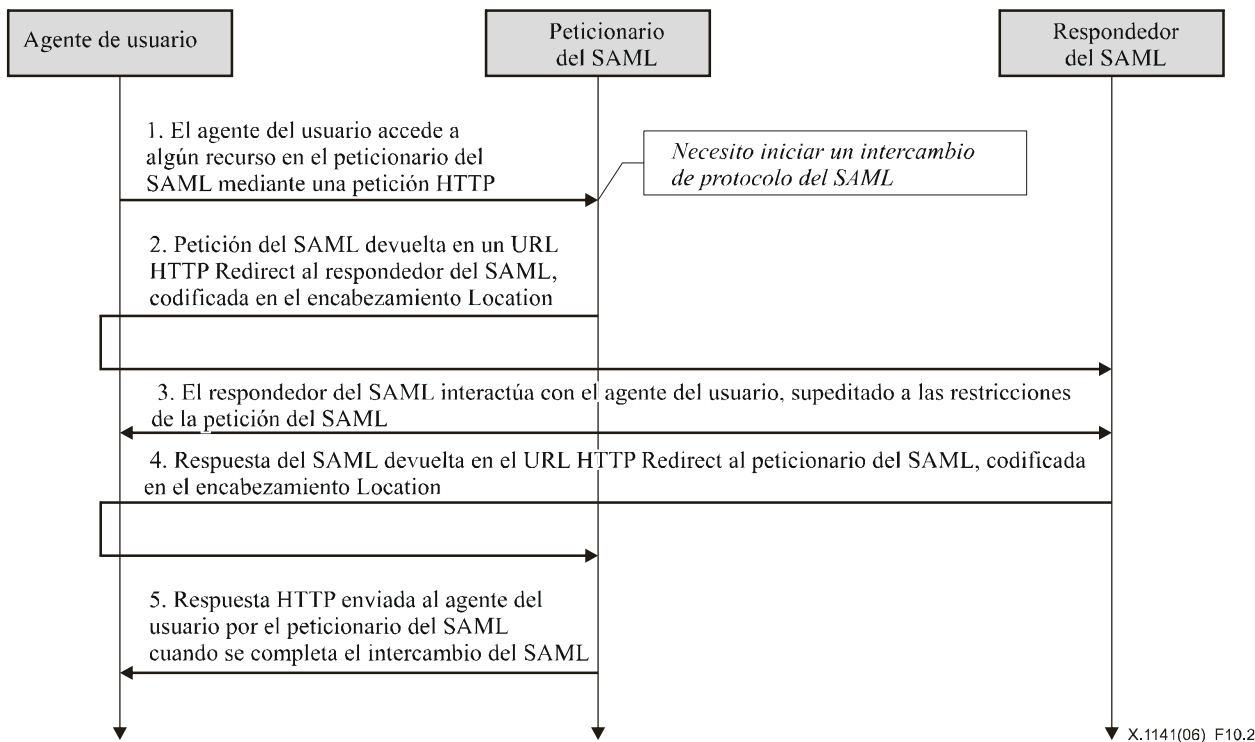 Agente de usuario
Peticionario
del SAML
Respondedor
del SAML
1. El agente del usuario accede a
algún recurso en el peticionario del
SAML mediante una petición HTTP
Necesito iniciar un intercambio
de protocolo del SAML
2. Petición del SAML devuelta en un URL
HTTP Redirect al respondedor del SAML,
codificada en el encabezamiento Location
3. El respondedor del SAML interactúa con el agente del usuario, supeditado a las restricciones
de la petición del SAML
4. Respuesta del SAML devuelta en el URL HTTP Redirect al peticionario del SAML, codificada
en el encabezamiento Location
5. Respuesta HTTP enviada al agente del
usuario por el peticionario del SAML
cuando se completa el intercambio del SAML
X.1141(06)_F10.2